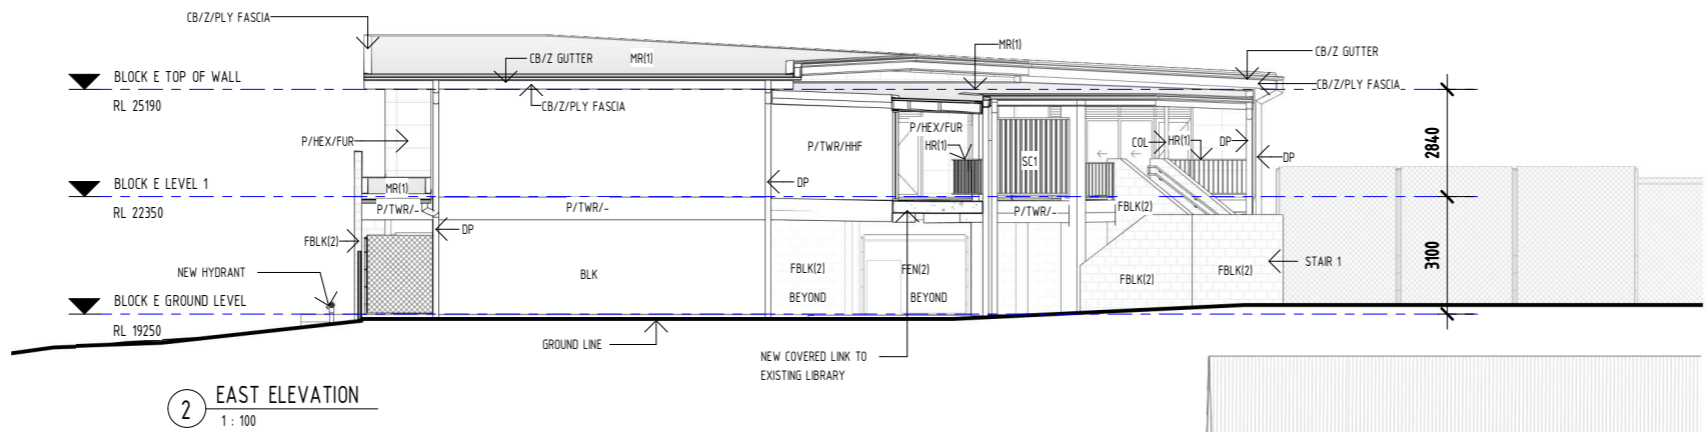 CB/Z/PLY FASCIA
CB/Z GUTTER
MR(1)
MR(1)
CB/Z GUTTER
BLOCK E TOP OF WALL
RL 25190
CB/Z/PLY FASCIA
CB/Z/PLY FASCIA
P/HEX/FUR
P/TWR/HHF
P/HEX/FUR
HR(1)
SC1
COL
HR(1)
DP
DP
2840
BLOCK E LEVEL 1
RL 22350
MR(1)
DP
P/TWR/-
P/TWR/-
P/TWR/-
FBLK(2)
FBLK(2)
DP
3100
NEW HYDRANT
BLK
FBLK(2)
BEYOND
FEN(2)
BEYOND
FBLK(2)
FBLK(2)
STAIR 1
BLOCK E GROUND LEVEL
RL 19250
GROUND LINE
NEW COVERED LINK TO
EXISTING LIBRARY
2
EAST ELEVATION
1 : 100